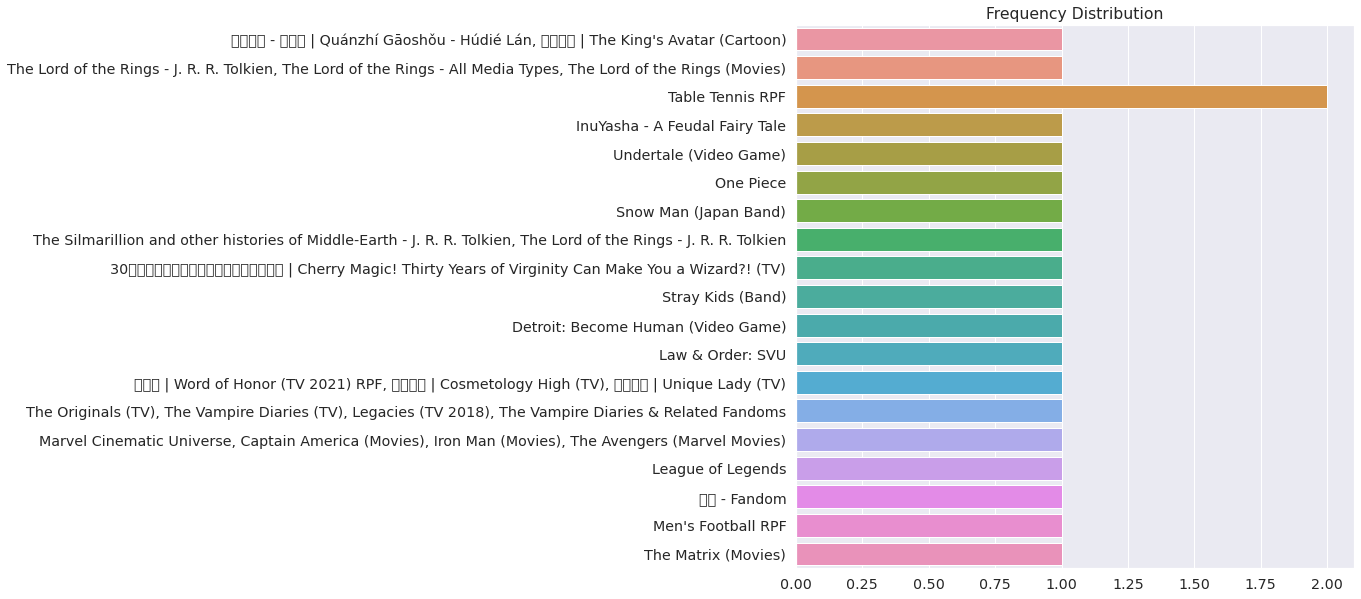 Frequency Distribution
- | Quánzhí Gāoshǒu - Húdié Lán, | The King's Avatar (Cartoon)
The Lord of the Rings - J. R. R. Tolkien, The Lord of the Rings - All Media Types, The Lord of the Rings (Movies)
Table Tennis RPF
InuYasha - A Feudal Fairy Tale
Undertale (Video Game)
One Piece
Snow Man (Japan Band)
The Silmarillion and other histories of Middle-Earth - J. R. R. Tolkien, The Lord of the Rings - J. R. R. Tolkien
30 | Cherry Magic! Thirty Years of Virginity Can Make You a Wizard?! (TV)
Stray Kids (Band)
Detroit: Become Human (Video Game)
Law & Order: SVU
| Word of Honor (TV 2021) RPF, | Cosmetology High (TV), | Unique Lady (TV)
The Originals (TV), The Vampire Diaries (TV), Legacies (TV 2018), The Vampire Diaries & Related Fandoms
Marvel Cinematic Universe, Captain America (Movies), Iron Man (Movies), The Avengers (Marvel Movies)
League of Legends
- Fandom
Men's Football RPF
The Matrix (Movies)
0.00 0.25 0.50 0.75 1.00 1.25 1.50 1.75 2.00